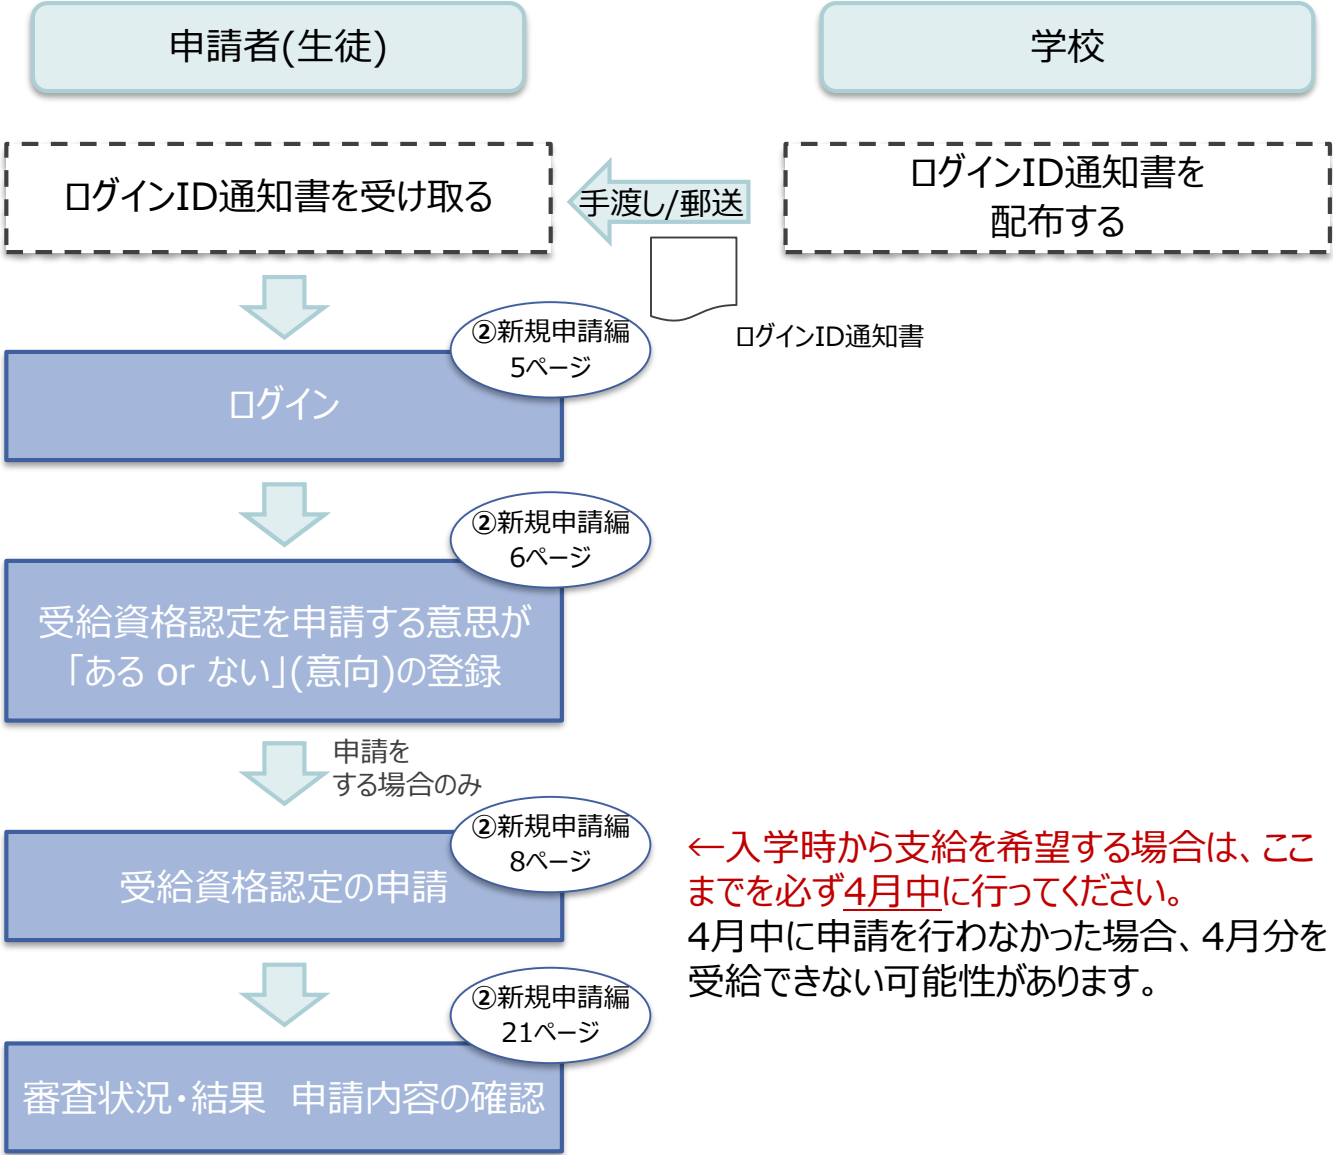 申請者(生徒)
学校
ログインID通知書を受け取る
手渡し/郵送
ログインID通知書を
配布する
ログインID通知書
②新規申請編
5ページ
ログイン
②新規申請編
6ページ
受給資格認定を申請する意思が
「ある or ない」(意向)の登録
申請を
する場合のみ
②新規申請編
8ページ
受給資格認定の申請
←入学時から支給を希望する場合は、ここ
までを必ず4月中に行ってください。
4月中に申請を行わなかった場合、4月分を
受給できない可能性があります。
②新規申請編
21ページ
審査状況・結果　申請内容の確認